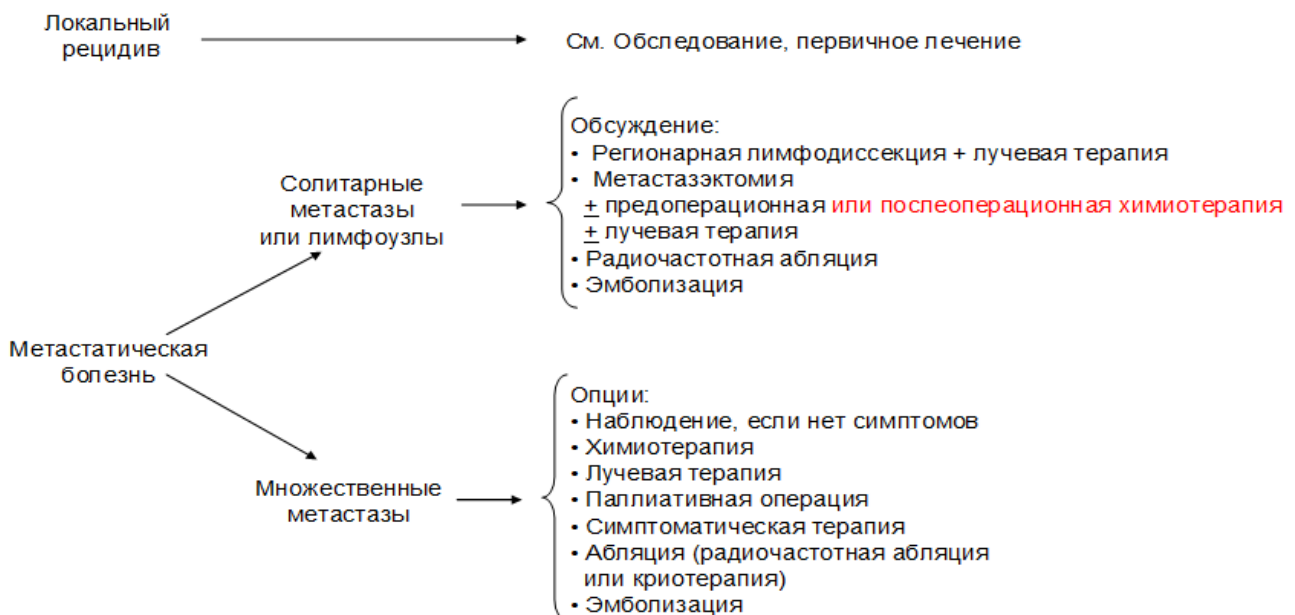 Локальный
рецидив
См. Обследование, первичное лечение
Обсуждение:
• Регионарная лимфодиссекция + лучевая терапия
• Метастазэктомия
+ предоперационная или послеоперационная химиотерапия
+ лучевая терапия
• Радиочастотная абляция
• Эмболизация
Солитарные
метастазы
или лимфоузлы
Метастатическая
болезнь
Множественные
метастазы
Опции:
• Наблюдение, если нет симптомов
• Химиотерапия
• Лучевая терапия
• Паллиативная операция
• Симптоматическая терапия
• Абляция (радиочастотная абляция
или криотерапия)
• Эмболизация